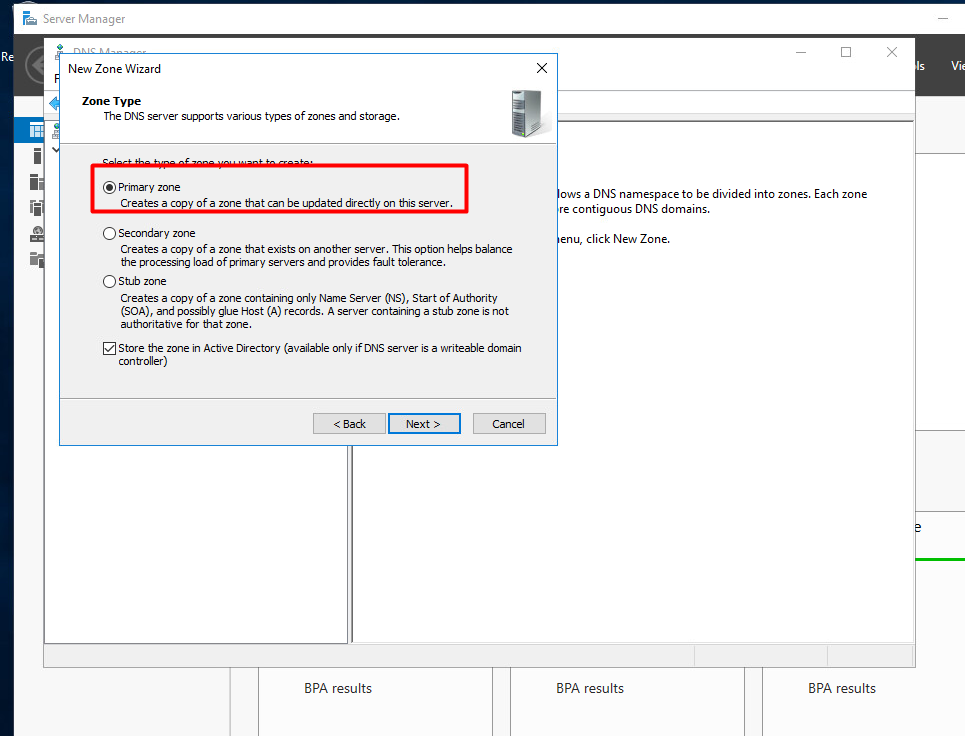 Server Manager
Re
DNS Manager
New Zone Wizard
ls
Vie
F
Zone Type
The DNS server supports various types of zones and storage.
Select the type of zone you want to create:
Primary zone
Creates a copy of a zone that can be updated directly on this server.
lows a DNS namespace to be divided into zones. Each zone
re contiguous DNS domains.
Secondary zone
enu, click New Zone.
Creates a copy of a zone that exists on another server. This option helps balance
the processing load of primary servers and provides fault tolerance.
Stub zone
Creates a copy of a zone containing only Name Server (NS), Start of Authority
(SOA), and possibly glue Host (A) records. A server containing a stub zone is not
authoritative for that zone.
Store the zone in Active Directory (available only if DNS server is a writeable domain
controller)
< Back
Next >
Cancel
e
BPA results
BPA results
BPA results